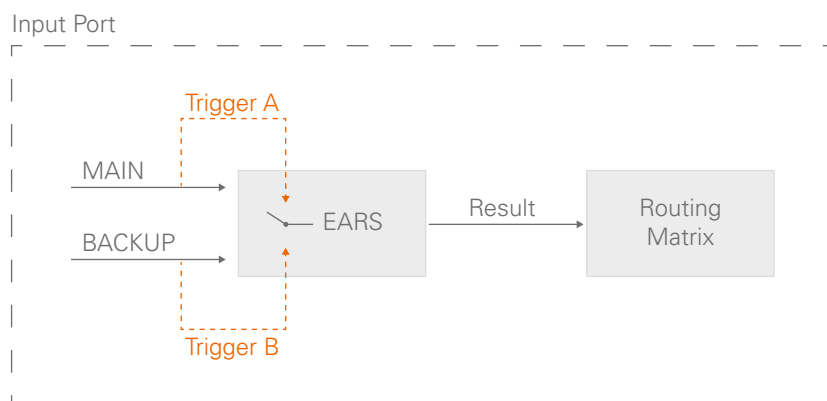 Input Port
Trigger A
MAIN
BACKUP
EARS
Result
Routing
Matrix
Trigger B